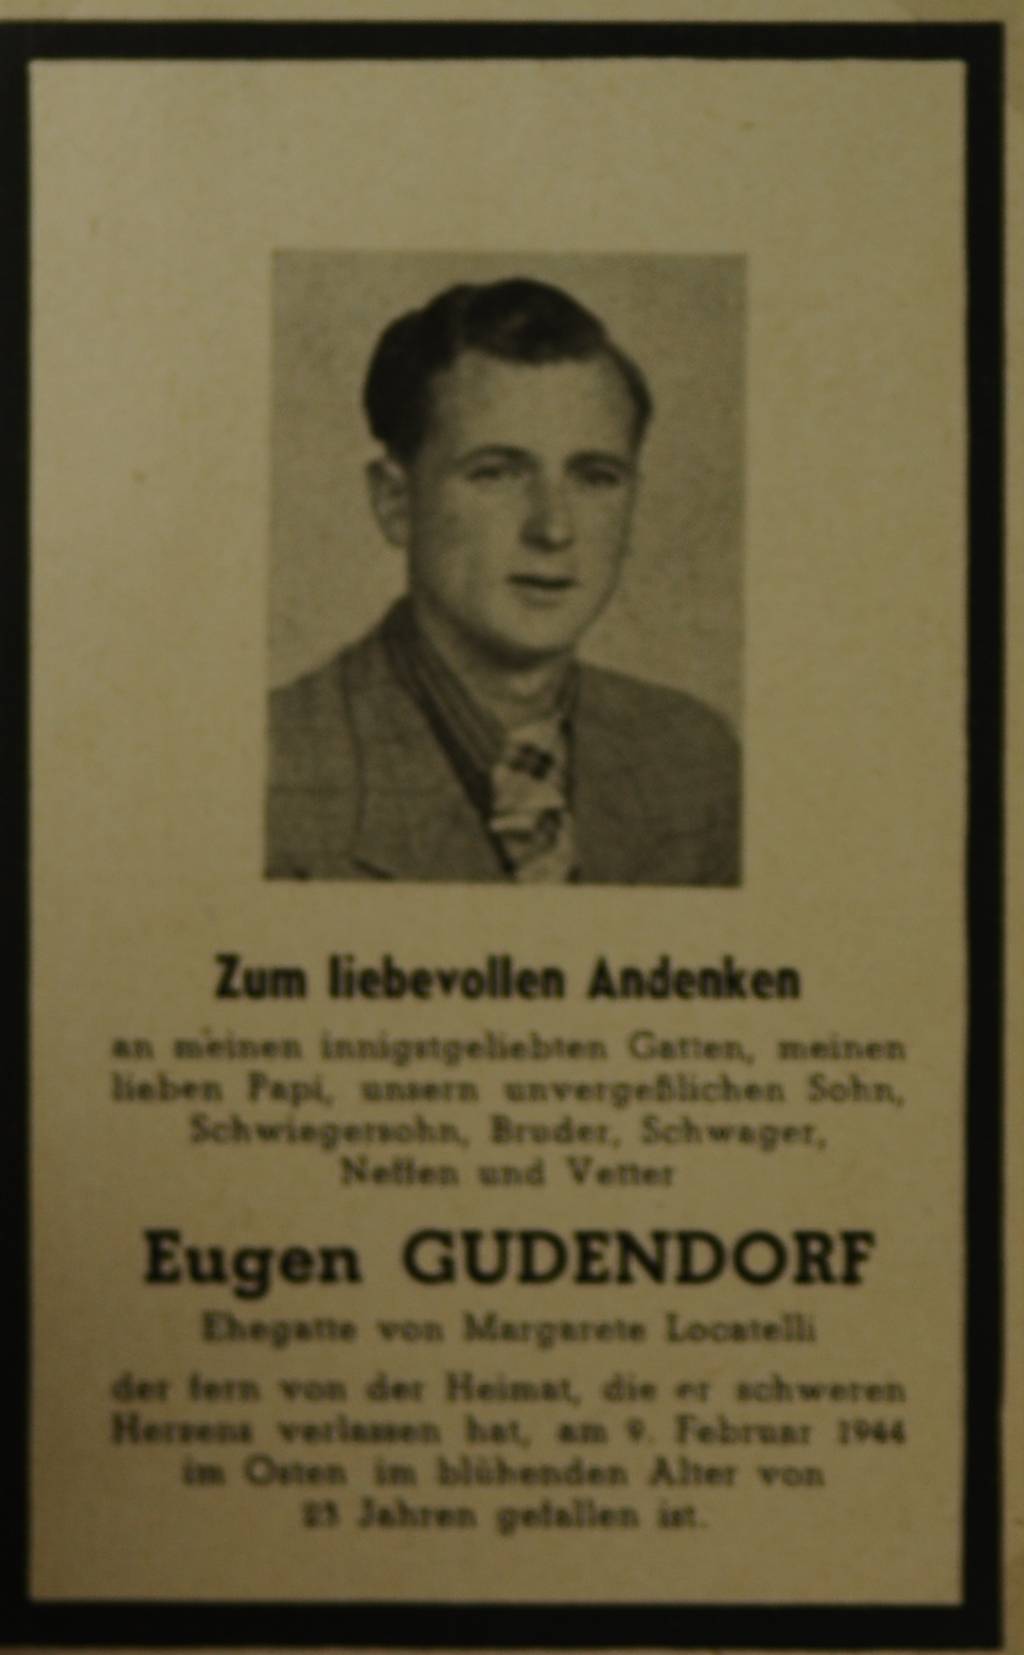 Zum liebevollen Andenken
an meinen innigstgeliebten Gatten, meinen
lieben Papi, unsern unvergeßlichen Sohn,
Schwiegersohn, Bruder, Schwager,
Neffen und Vetter
Eugen GUDENDORF
Ehegatte von Margarete Locatelli
der fern von der Heimat, die er schweren
Herzens verlassen hat, am 9. Februar 1944
im Osten im blühenden Alter von
23 Jahren gefallen ist.